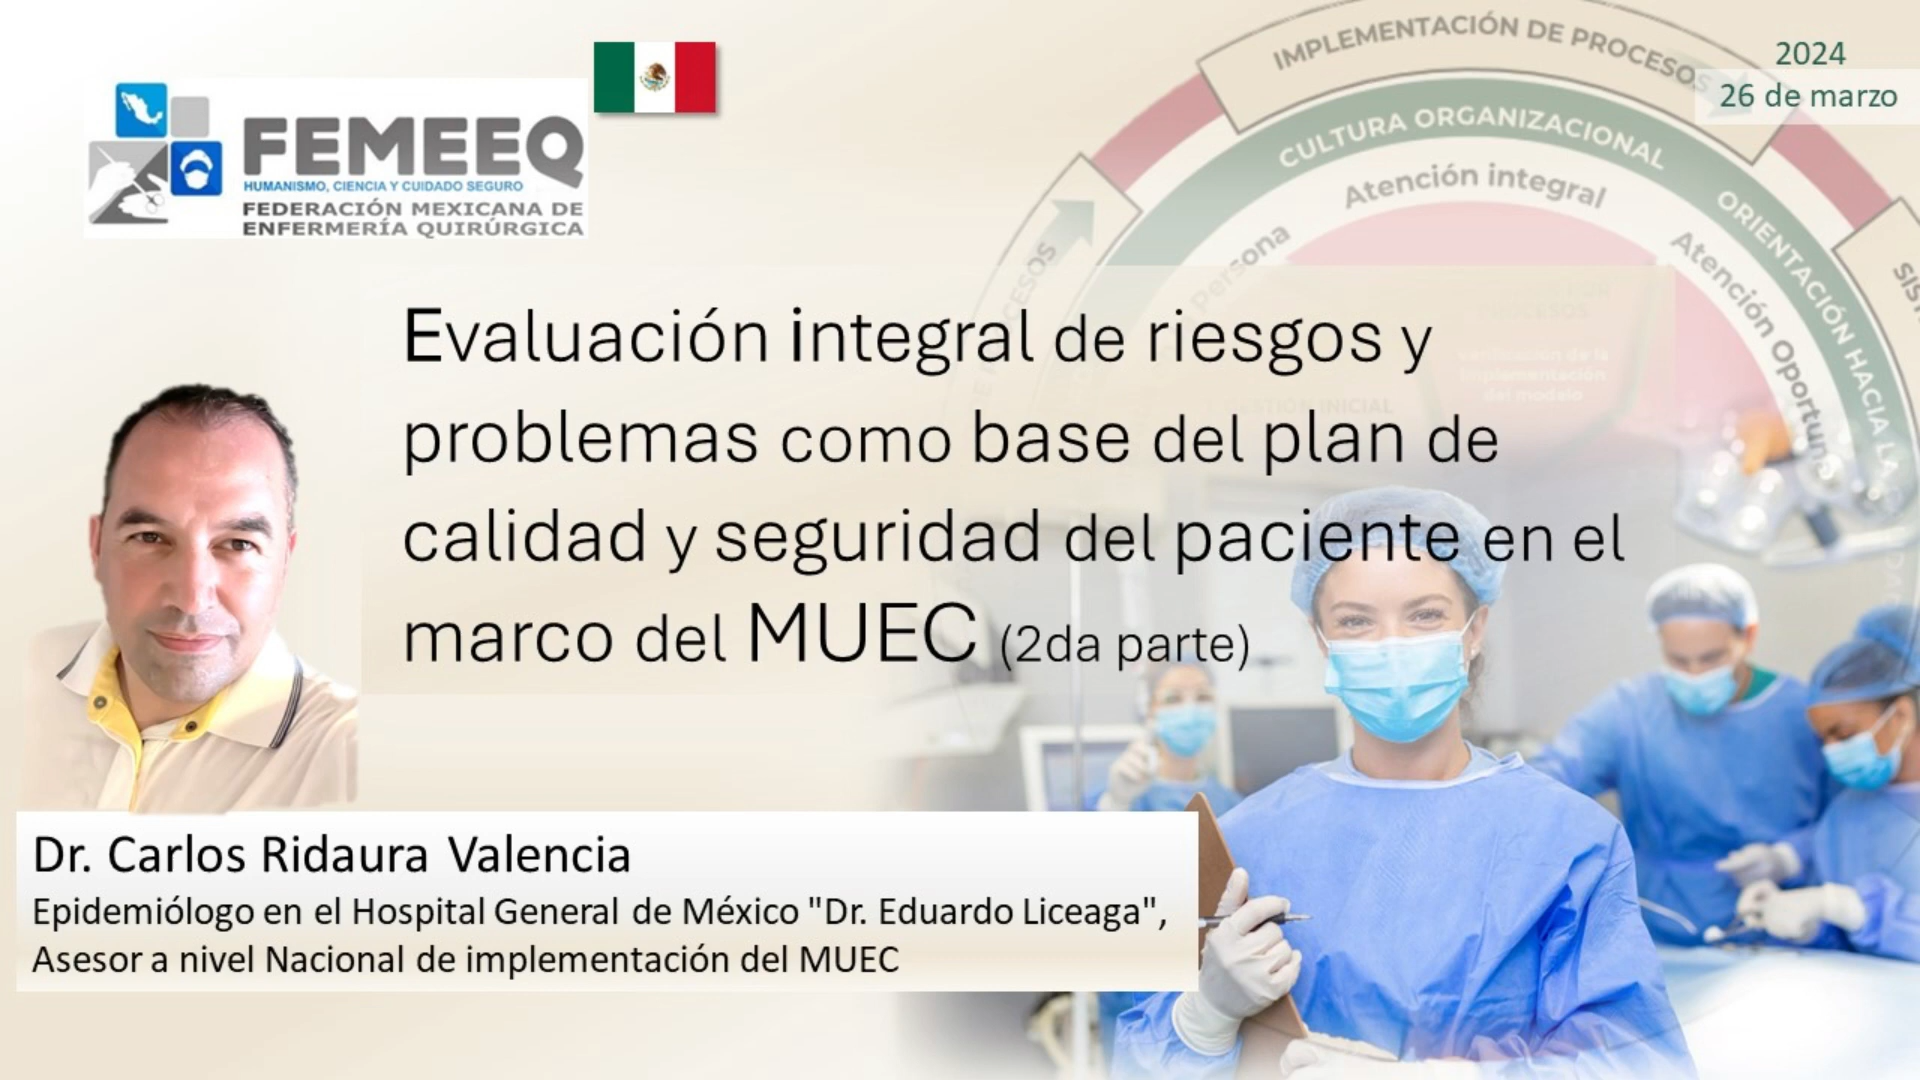 FEMEEQ
HUMANISMO, CIENCIA Y CUIDADO SEGURO
FEDERACIÓN MEXICANA DE
ENFERMERÍA QUIRÚRGICA
2024
26 de marzo
IMPLEMENTACIÓN DE PROCESOS
CULTURA ORGANIZACIONAL
ORIENTACIÓN HACIA LA
Atención integral
Persona
Atención Oportuna
Evaluación integral de riesgos y
problemas como base del plan de
calidad y seguridad del paciente en el
marco del MUEC (2da parte)
Dr. Carlos Ridaura Valencia
Epidemiólogo en el Hospital General de México "Dr. Eduardo Liceaga",
Asesor a nivel Nacional de implementación del MUEC